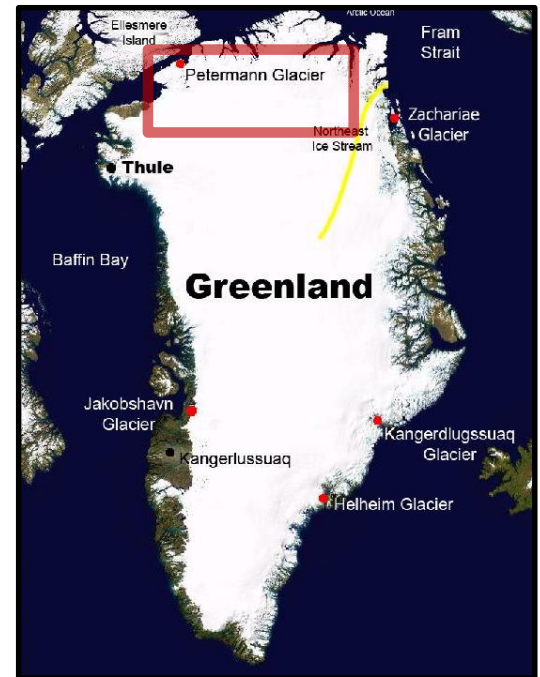 Arctic Ocean
Ellesmere
Island
Fram
Strait
Petermann Glacier
Zachariae
Glacier
Northeast
Ice Stream
Thule
Baffin Bay
Greenland
Jakobshavn
Glacier
Kangerdlugssuaq
Glacier
Kangerlussuaq
Helheim Glacier